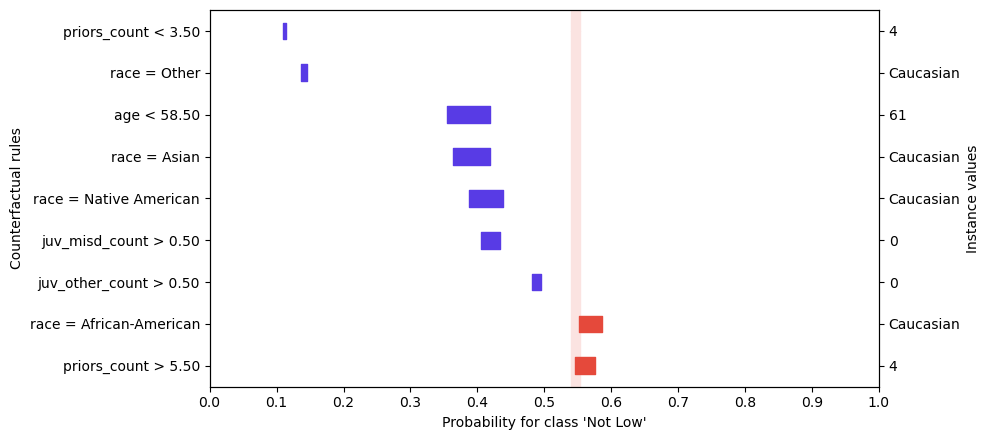 priors_count < 3.50
4
race = Other
Caucasian
age < 58.50
61
race = Asian
Caucasian
race = Native American
Caucasian
juv_misd_count > 0.50
0
juv_other_count > 0.50
0
race = African-American
Caucasian
priors_count > 5.50
4
Counterfactual rules
Instance values
0.0 0.1 0.2 0.3 0.4 0.5 0.6 0.7 0.8 0.9 1.0
Probability for class 'Not Low'